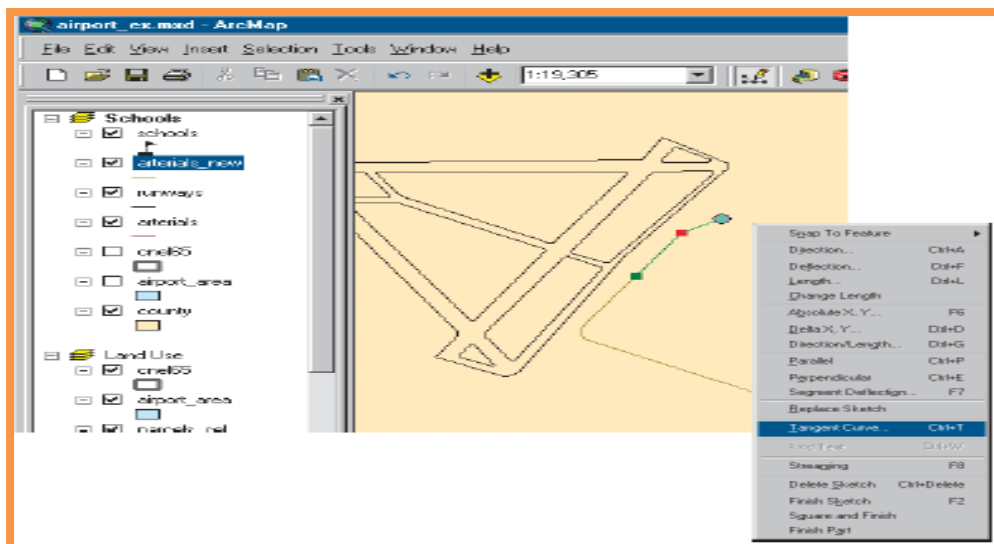 airport_ex.mxd - ArcMap
File Edit View Insert Selection Tools Window Help
1:19,305
Schools
schools
arterials_new
runways
arterials
cnel65
airport_area
county
Land Use
cnel65
airport_area
Snap To Feature
Direction... Ctrl+A
Deflection... Ctrl+F
Length... Ctrl+L
Change Length
Absolute X, Y... F6
Delta X, Y... Ctrl+D
Direction/Length... Ctrl+G
Parallel Ctrl+P
Perpendicular Ctrl+E
Segment Deflection... F7
Replace Sketch
Tangent Curve... Ctrl+T
Ctrl+W
Streaming F8
Delete Sketch Ctrl+Delete
Finish Sketch F2
Square and Finish
Finish Part